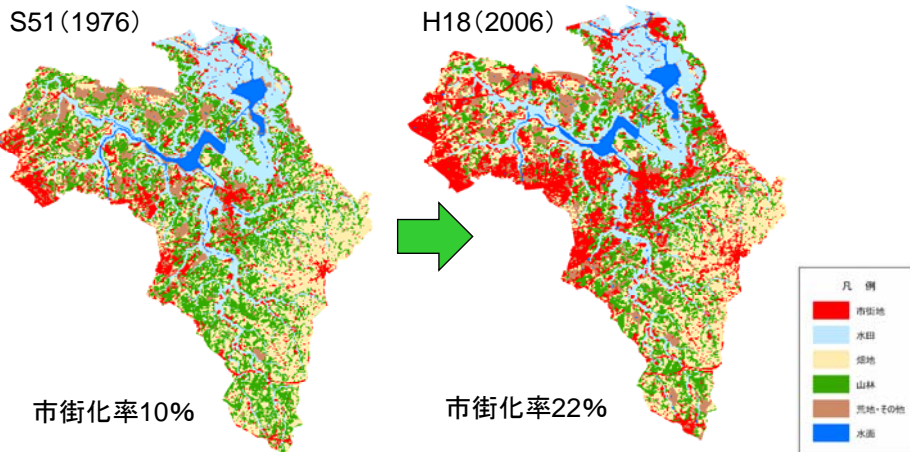 S51(1976)
H18(2006)
市街化率10%
市街化率22%
凡 例
市街地
水田
畑地
山林
荒地・その他
水面